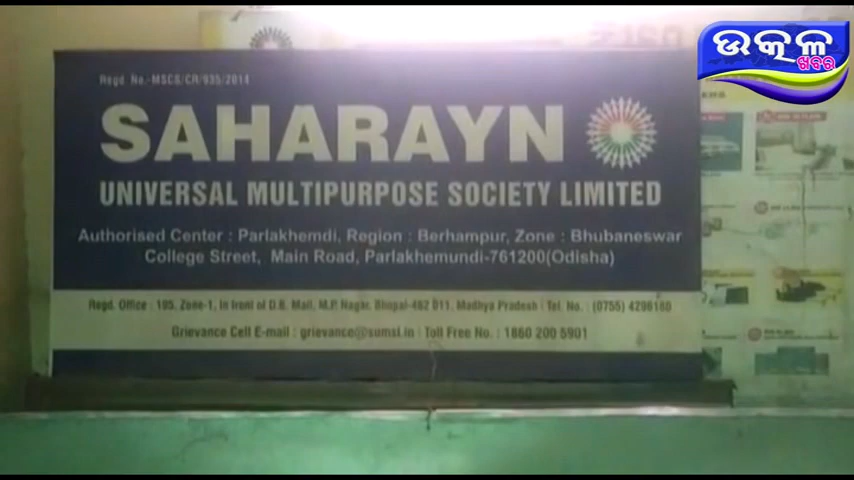 ଉତ୍କଳ
ଖବର
Regd No.-MSCS/CR/935/2014
SAHARAYN
UNIVERSAL MULTIPURPOSE SOCIETY LIMITED
Authorised Center : Parlakhemdi, Region : Berhampur, Zone : Bhubaneswar
College Street, Main Road, Parlakhemundi-761200(Odisha)
Regd. Office : 195, Zone-1, In front of D.B. Mall, M.P. Nagar, Bhopal-462 011, Madhya Pradesh Tel. No. : (0755) 4296160
Grievance Cell E-mail : grievance@sumsl.in Toll Free No. : 1860 200 5901